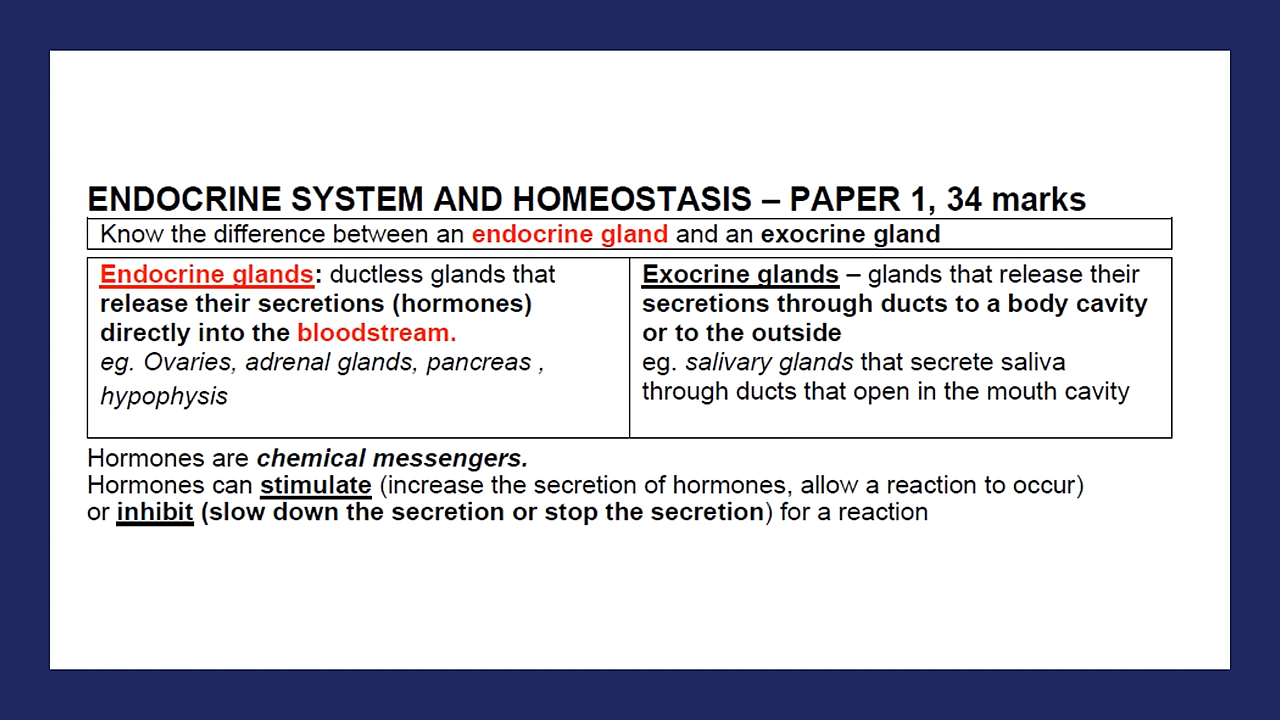 ENDOCRINE SYSTEM AND HOMEOSTASIS – PAPER 1, 34 marks
Know the difference between an endocrine gland and an exocrine gland
Endocrine glands: ductless glands that
release their secretions (hormones)
directly into the bloodstream.
eg. Ovaries, adrenal glands, pancreas ,
hypophysis
Exocrine glands – glands that release their
secretions through ducts to a body cavity
or to the outside
eg. salivary glands that secrete saliva
through ducts that open in the mouth cavity
Hormones are chemical messengers.
Hormones can stimulate (increase the secretion of hormones, allow a reaction to occur)
or inhibit (slow down the secretion or stop the secretion) for a reaction